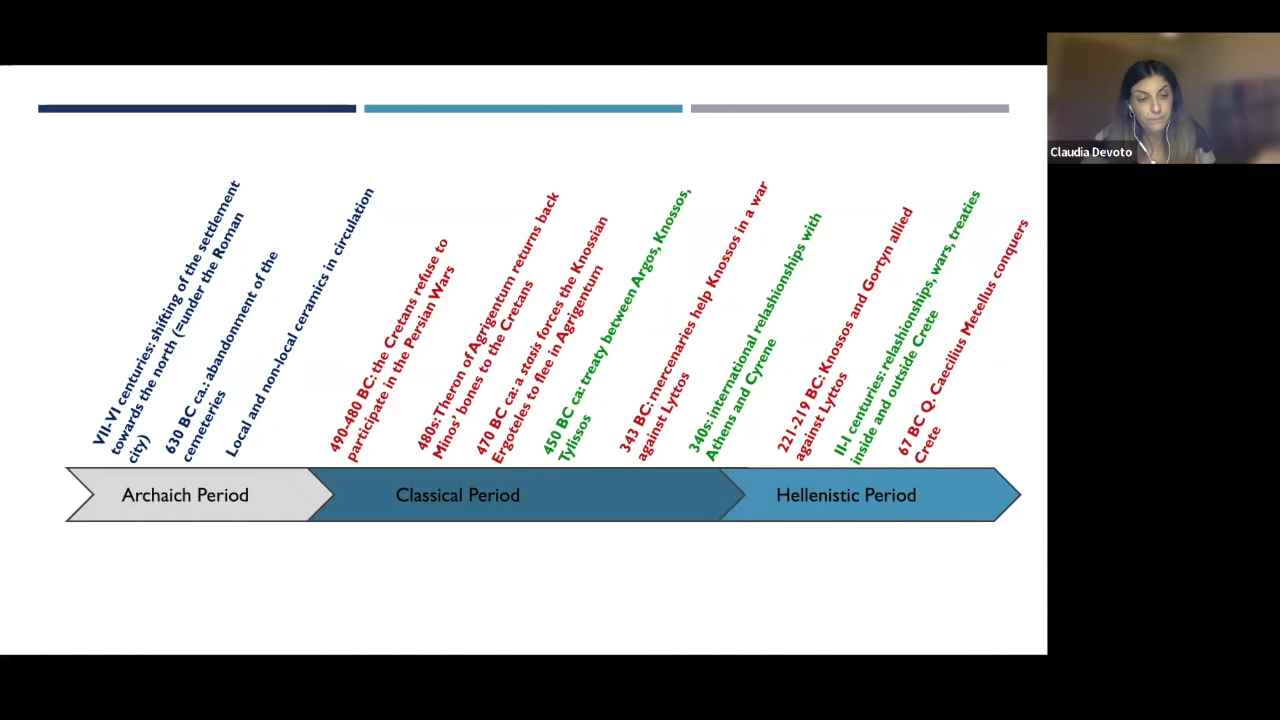 VII-VI centuries: shifting of the settlement
towards the north (=under the Roman
city)
630 BC ca.: abandonment of the
cemeteries
Local and non-local ceramics in circulation
490-480 BC: the Cretans refuse to
participate in the Persian Wars
480s: Theron of Agrigentum returns back
Minos' bones to the Cretans
470 BC ca: a stasis forces the Knossian
Ergoteles to flee in Agrigentum
450 BC ca: treaty between Argos, Knossos,
Tylissos
343 BC: mercenaries help Knossos in a war
against Lyttos
340s: international relashionships with
Athens and Cyrene
221-219 BC: Knossos and Gortyn allied
against Lyttos
II-I centuries: relashionships, wars, treaties
inside and outside Crete
67 BC Q. Caecilius Metellus conquers
Crete
Archaich Period
Classical Period
Hellenistic Period
Claudia Devoto